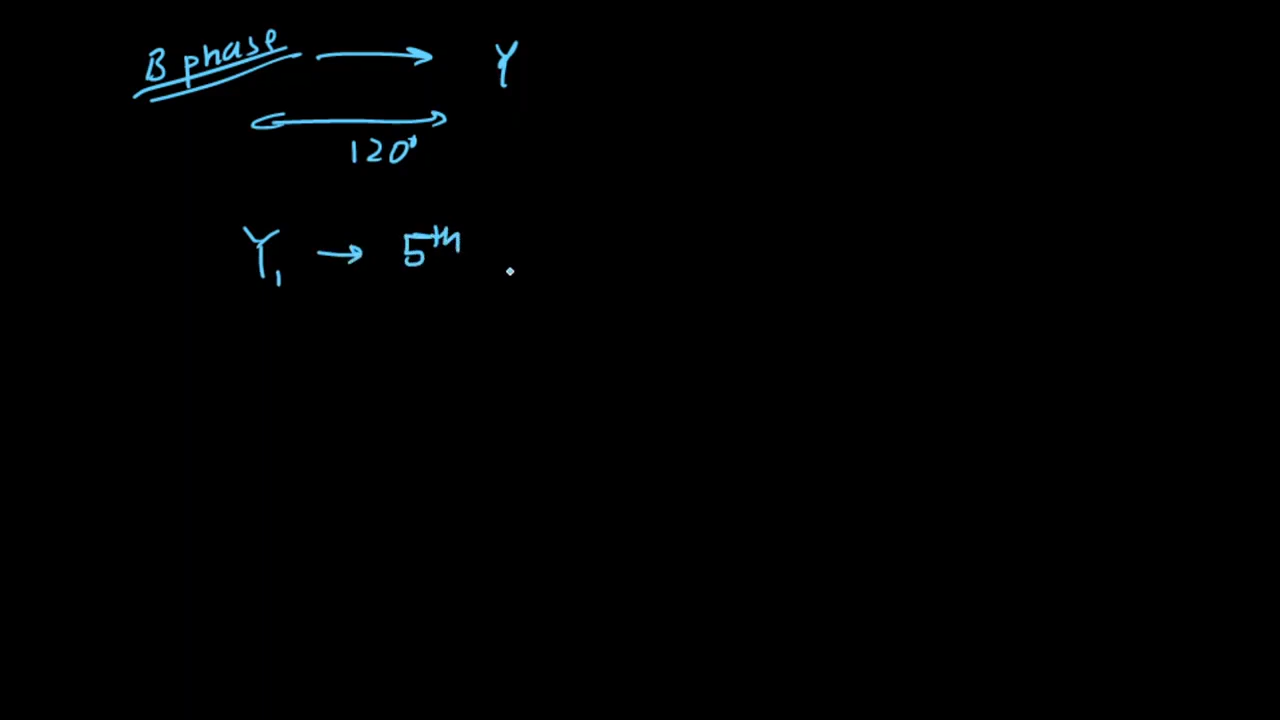 B phase → Y
120°
Y₁ → 5th